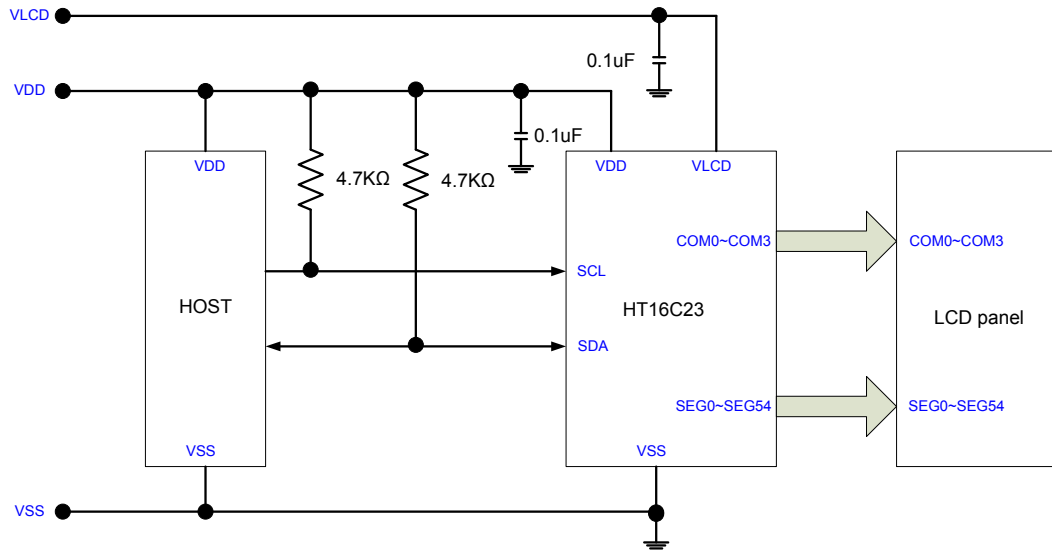 VLCD
0.1uF
VDD
0.1uF
VDD
4.7KΩ
4.7KΩ
VDD
VLCD
COM0~COM3
COM0~COM3
SCL
HOST
HT16C23
LCD panel
SDA
SEG0~SEG54
SEG0~SEG54
VSS
VSS
VSS